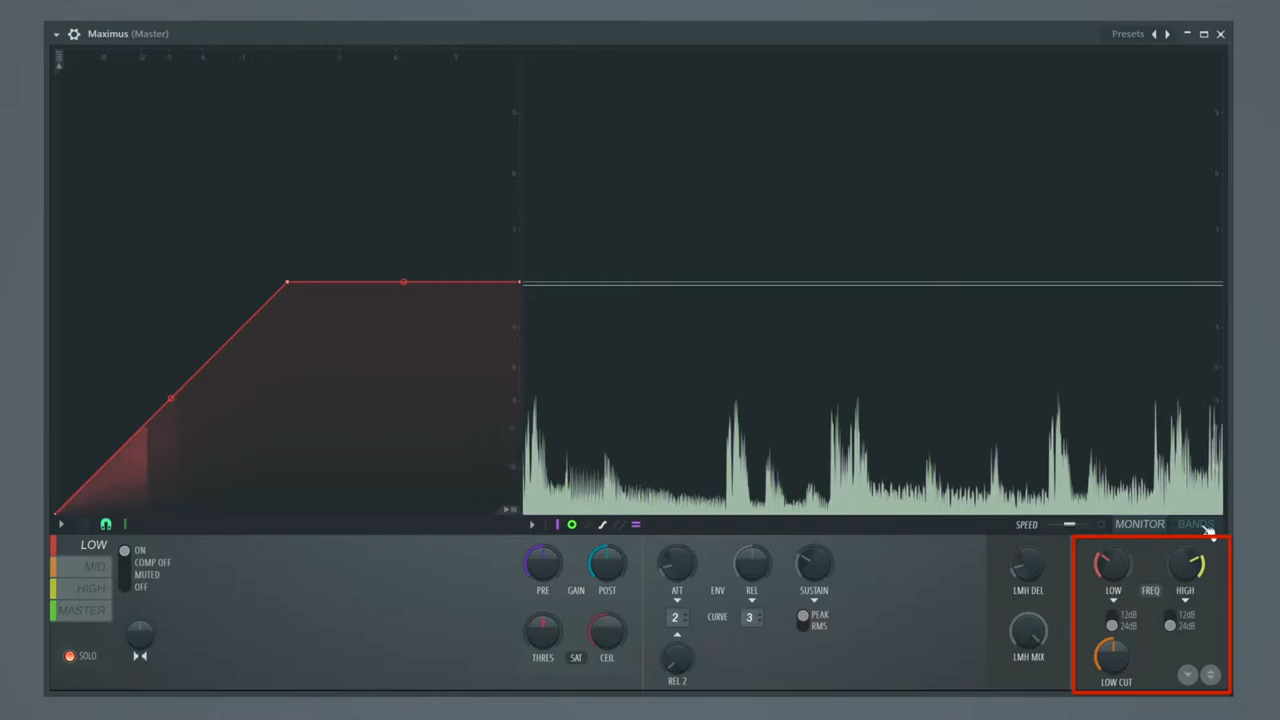 Maximus (Master)
Presets
SPEED
MONITOR
BANDS
LOW
MID
HIGH
MASTER
SOLO
ON
COMP OFF
MUTED
OFF
PRE
GAIN
POST
THRES
SAT
CEIL
ATT
ENV
REL
SUSTAIN
2
CURVE
3
PEAK
RMS
REL 2
LMH DEL
LMH MIX
LOW
FREQ
HIGH
12dB
24dB
12dB
24dB
LOW CUT